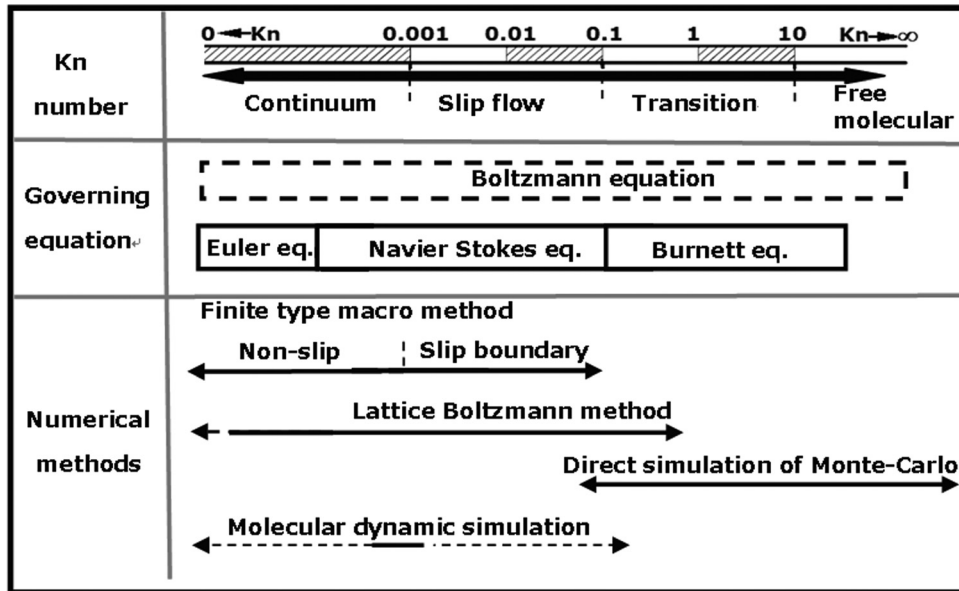 Kn number
0 ◄Kn 0.001 0.01 0.1 1 10 Kn►∞
Continuum Slip flow Transition Free molecular
Governing equation↵
Boltzmann equation
Euler eq. Navier Stokes eq. Burnett eq.
Numerical methods
Finite type macro method
Non-slip Slip boundary
Lattice Boltzmann method
Direct simulation of Monte-Carlo
Molecular dynamic simulation